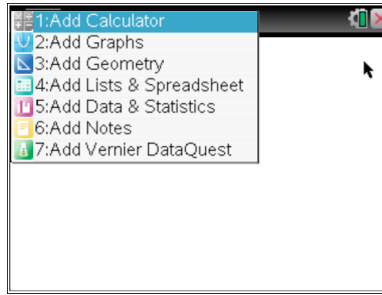 1:Add Calculator
2:Add Graphs
3:Add Geometry
4:Add Lists & Spreadsheet
5:Add Data & Statistics
6:Add Notes
7:Add Vernier DataQuest